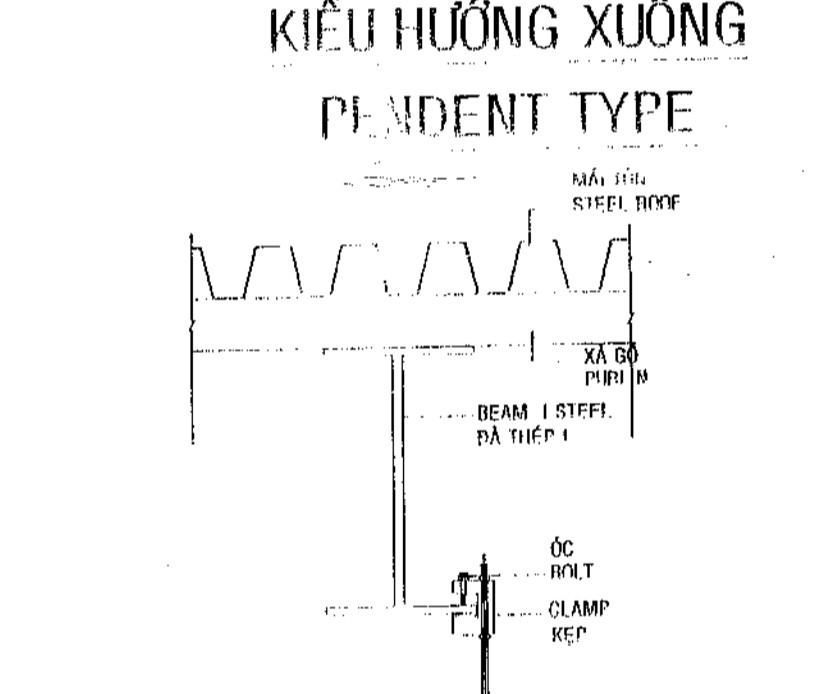 KIỂU HƯỚNG XUỐNG
PENDENT TYPE
MÁI TÔN
STEEL ROOF
XÀ GỒ
PURLIN
BEAM I STEEL
ĐÀ THÉP I
ỐC
BOLT
CLAMP
KẸP